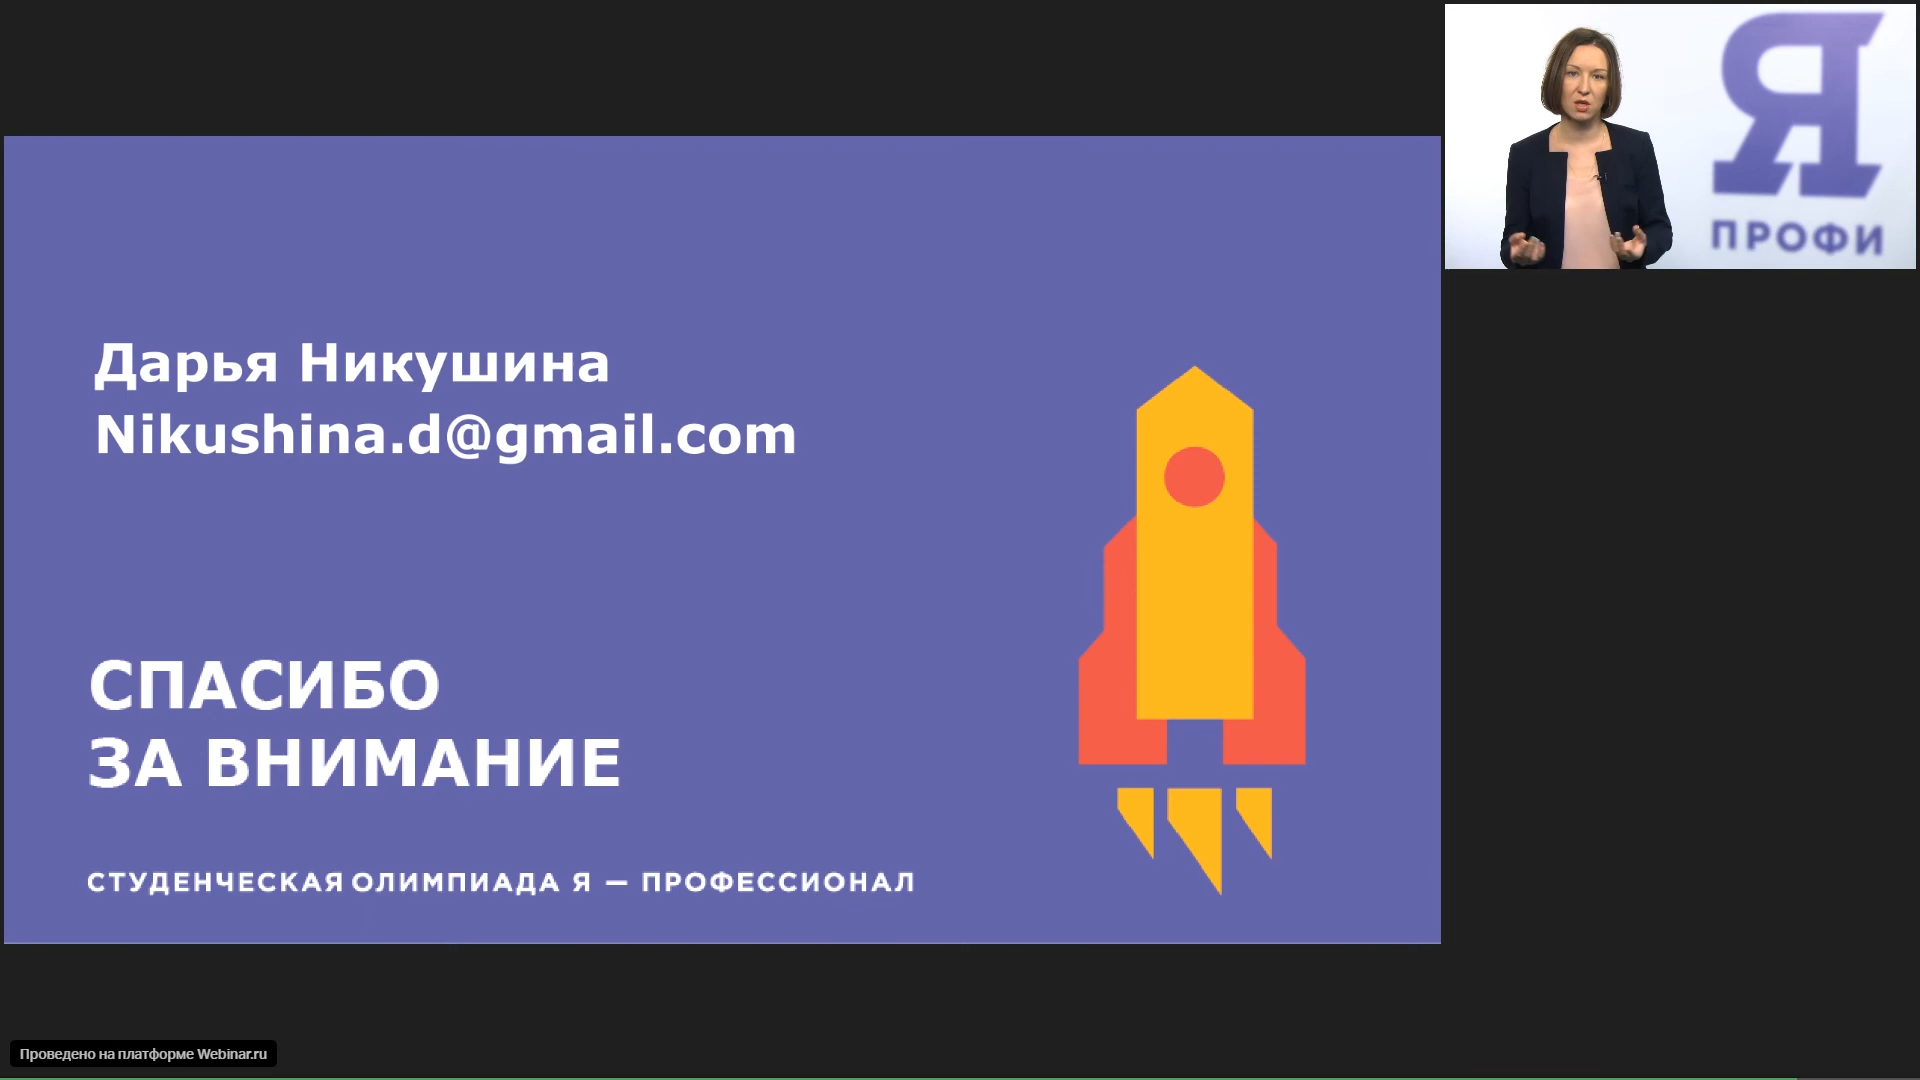 Дарья Никушина
Nikushina.d@gmail.com
СПАСИБО
ЗА ВНИМАНИЕ
СТУДЕНЧЕСКАЯ ОЛИМПИАДА Я — ПРОФЕССИОНАЛ
Я
ПРОФИ
Проведено на платформе Webinar.ru